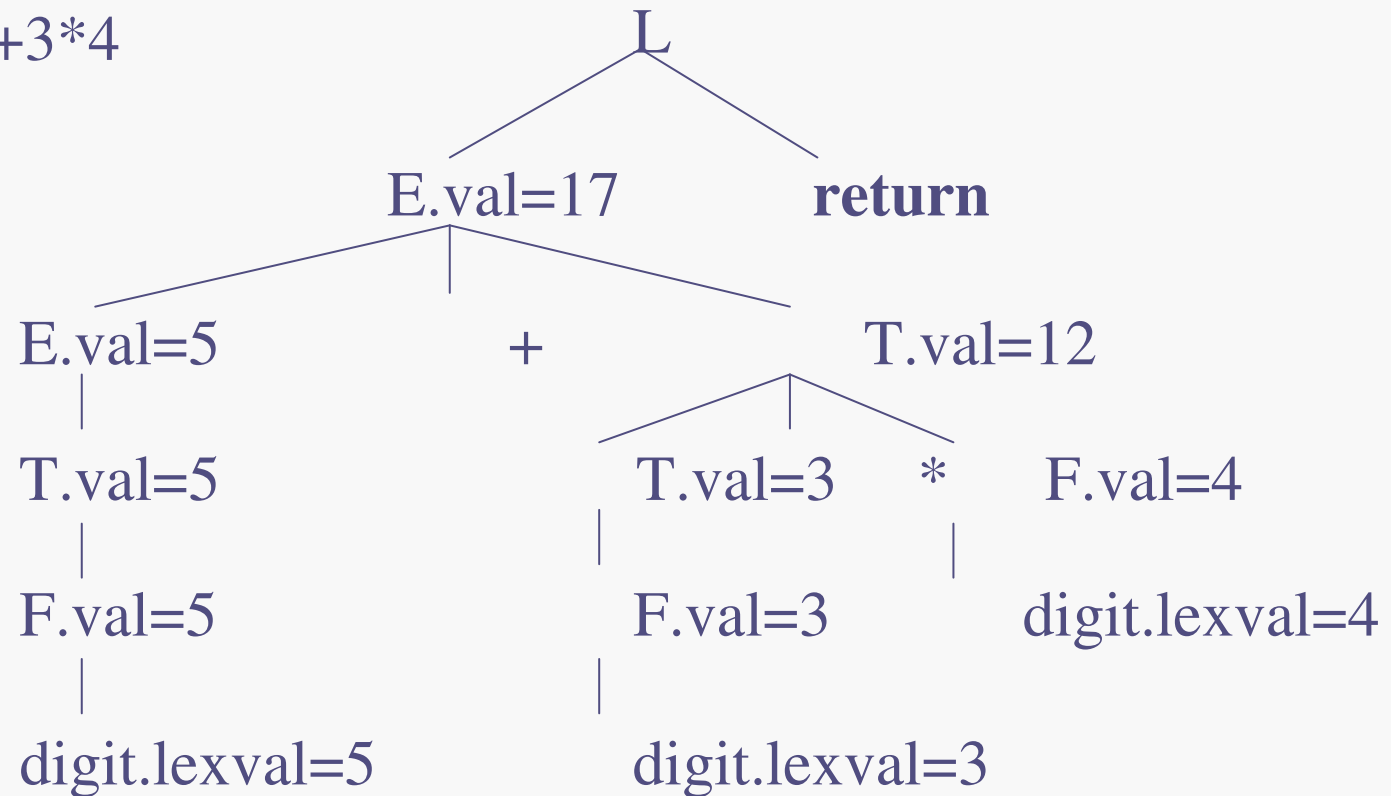 +3*4
L
E.val=17 return
E.val=5 + T.val=12
T.val=5 T.val=3 * F.val=4
F.val=5 F.val=3 digit.lexval=4
digit.lexval=5 digit.lexval=3